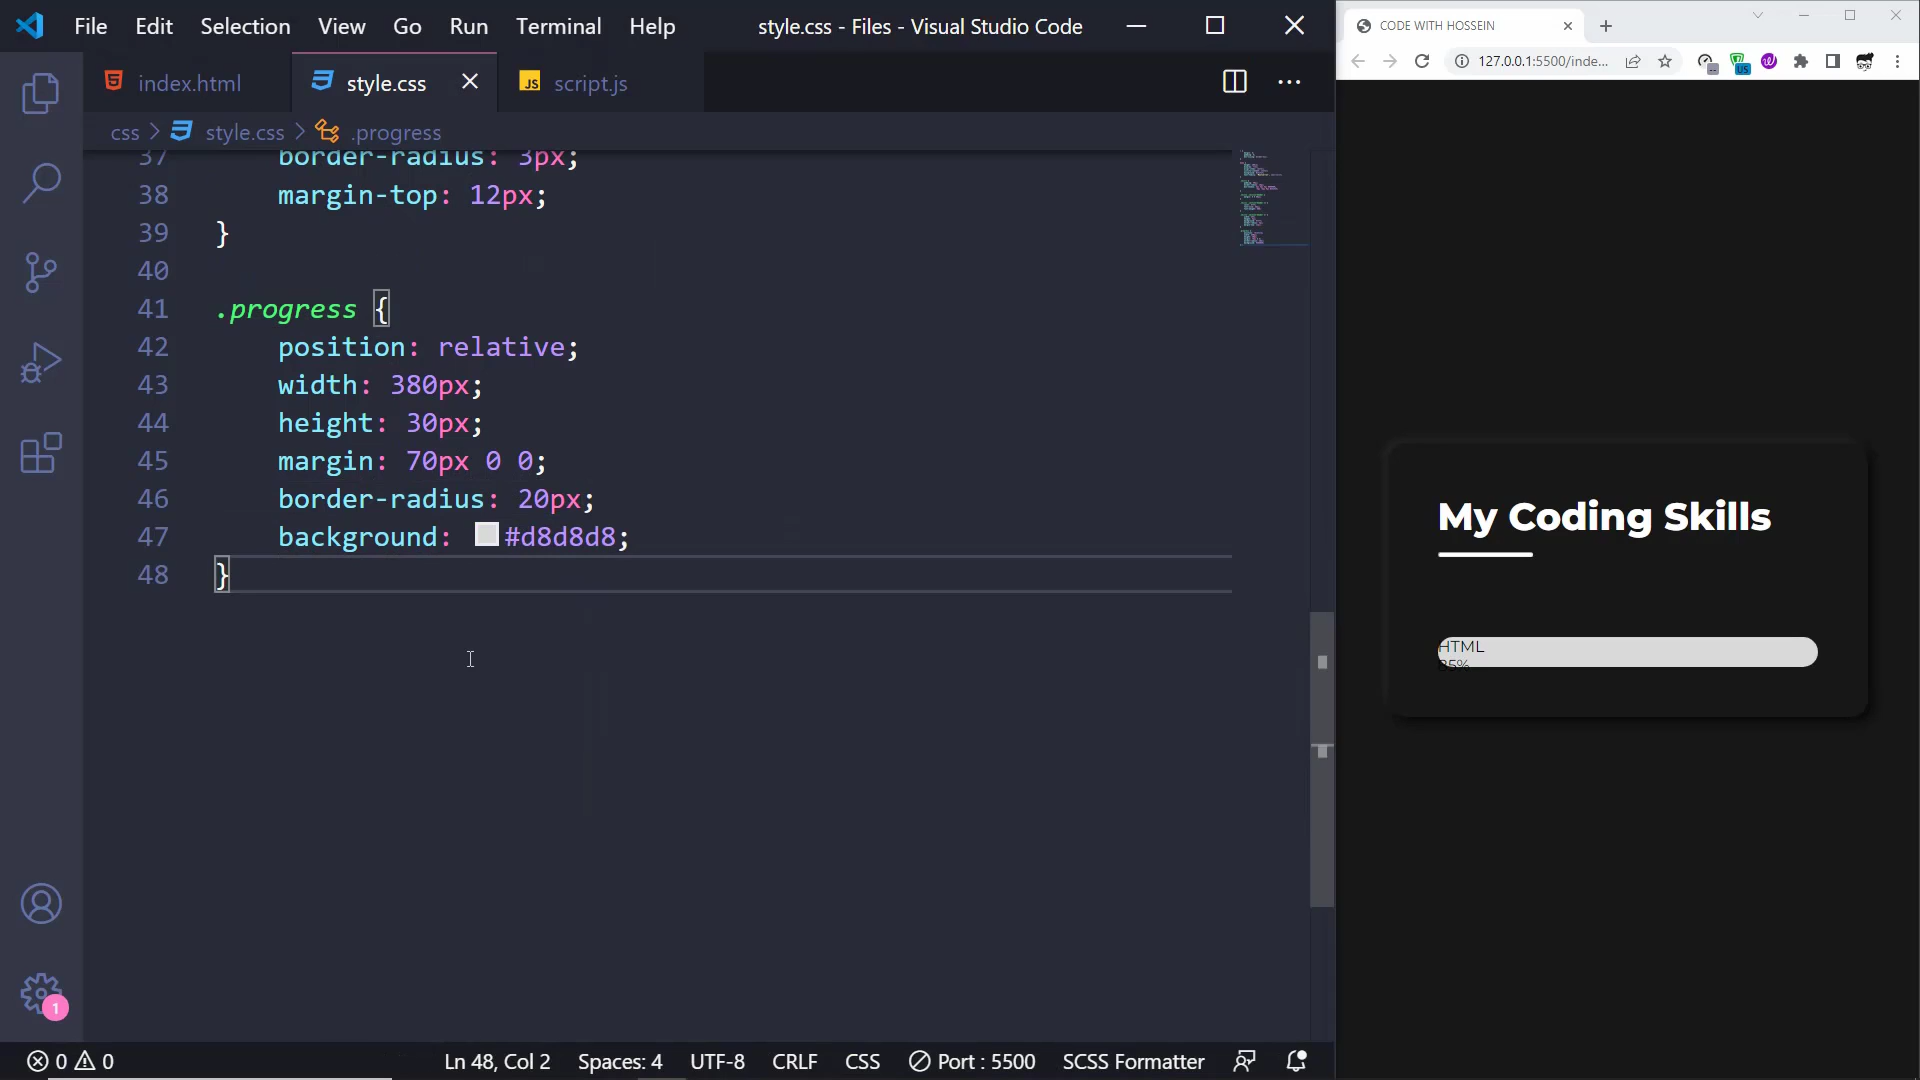 File Edit Selection View Go Run Terminal Help
style.css - Files - Visual Studio Code
index.html
style.css
JS script.js
css > style.css > .progress
37 border-radius: 3px;
38 margin-top: 12px;
39 }
40
41 .progress {
42 position: relative;
43 width: 380px;
44 height: 30px;
45 margin: 70px 0 0;
46 border-radius: 20px;
47 background: #d8d8d8;
48 }
1
0 0
Ln 48, Col 2
Spaces: 4
UTF-8
CRLF
CSS
Port : 5500
SCSS Formatter
CODE WITH HOSSEIN
127.0.0.1:5500/inde...
US
My Coding Skills
HTML
85%